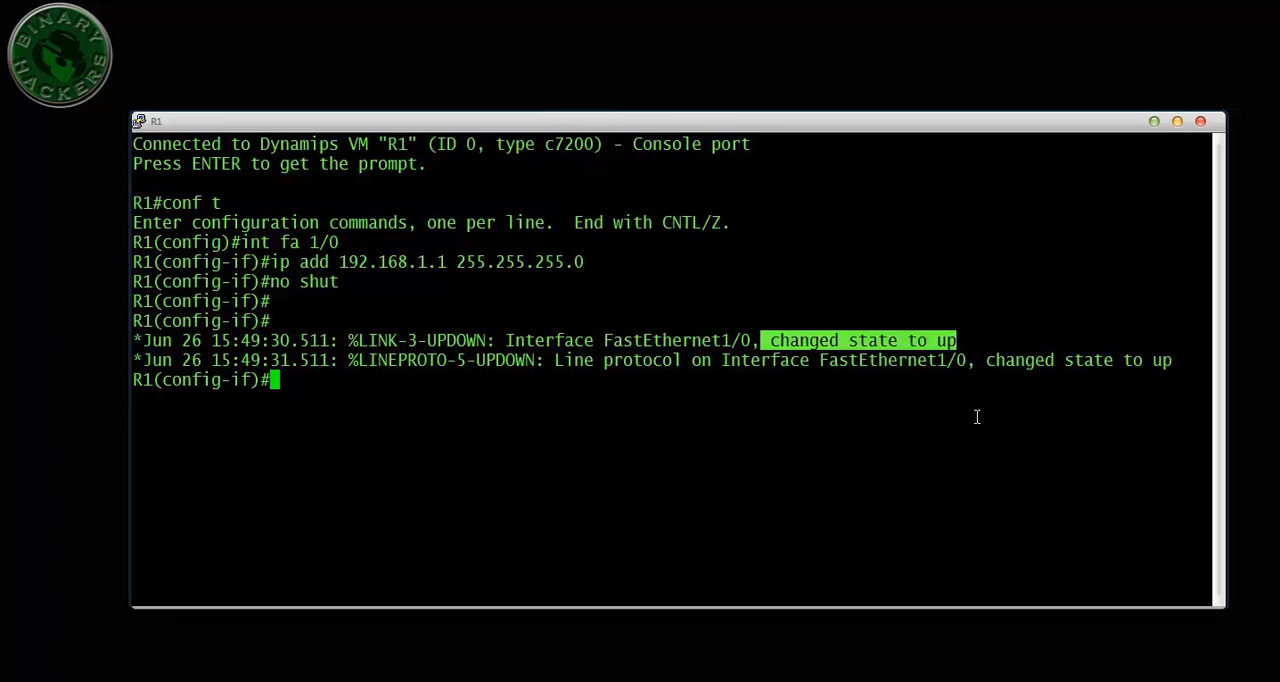 BINARY
HACKERS
R1
Connected to Dynamips VM "R1" (ID 0, type c7200) - Console port
Press ENTER to get the prompt.
R1#conf t
Enter configuration commands, one per line.  End with CNTL/Z.
R1(config)#int fa 1/0
R1(config-if)#ip add 192.168.1.1 255.255.255.0
R1(config-if)#no shut
R1(config-if)#
R1(config-if)#
*Jun 26 15:49:30.511: %LINK-3-UPDOWN: Interface FastEthernet1/0, changed state to up
*Jun 26 15:49:31.511: %LINEPROTO-5-UPDOWN: Line protocol on Interface FastEthernet1/0, changed state to up
R1(config-if)#